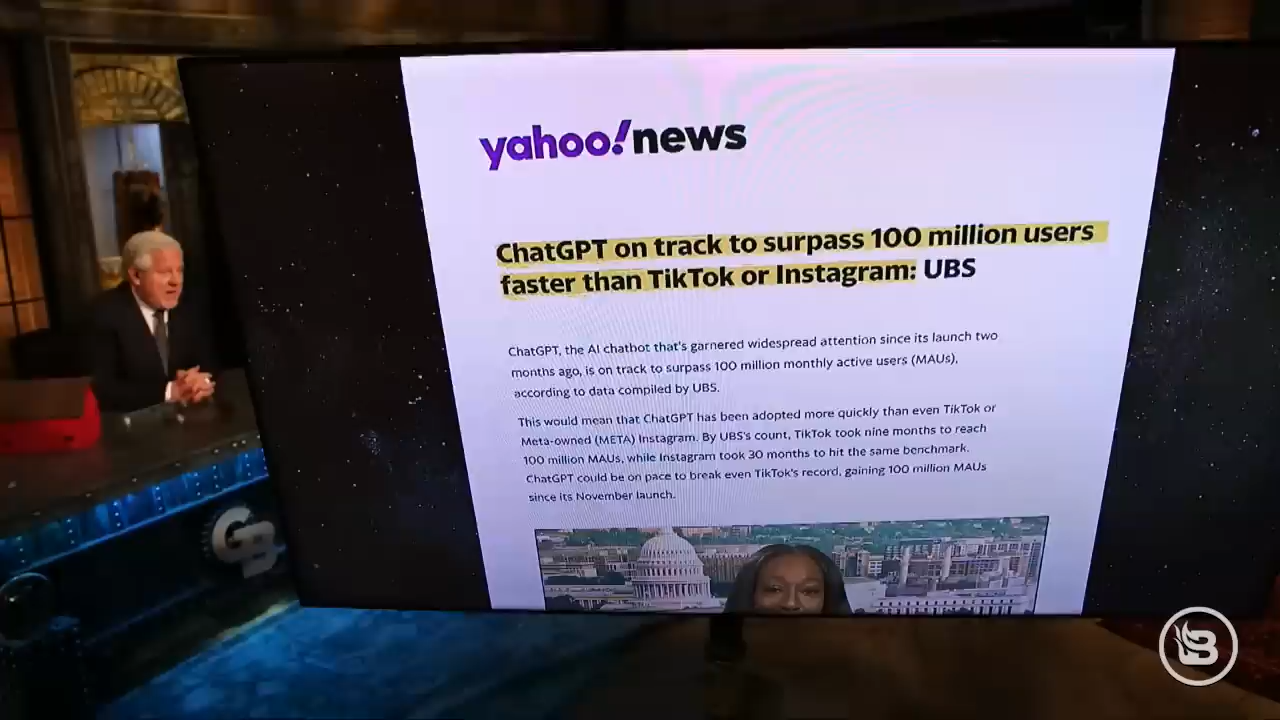 yahoo!news
ChatGPT on track to surpass 100 million users
faster than TikTok or Instagram: UBS
ChatGPT, the AI chatbot that's garnered widespread attention since its launch two
months ago, is on track to surpass 100 million monthly active users (MAUs),
according to data compiled by UBS.
This would mean that ChatGPT has been adopted more quickly than even TikTok or
Meta-owned (META) Instagram. By UBS's count, TikTok took nine months to reach
100 million MAUs, while Instagram took 30 months to hit the same benchmark.
ChatGPT could be on pace to break even TikTok's record, gaining 100 million MAUs
since its November launch.
GB
B